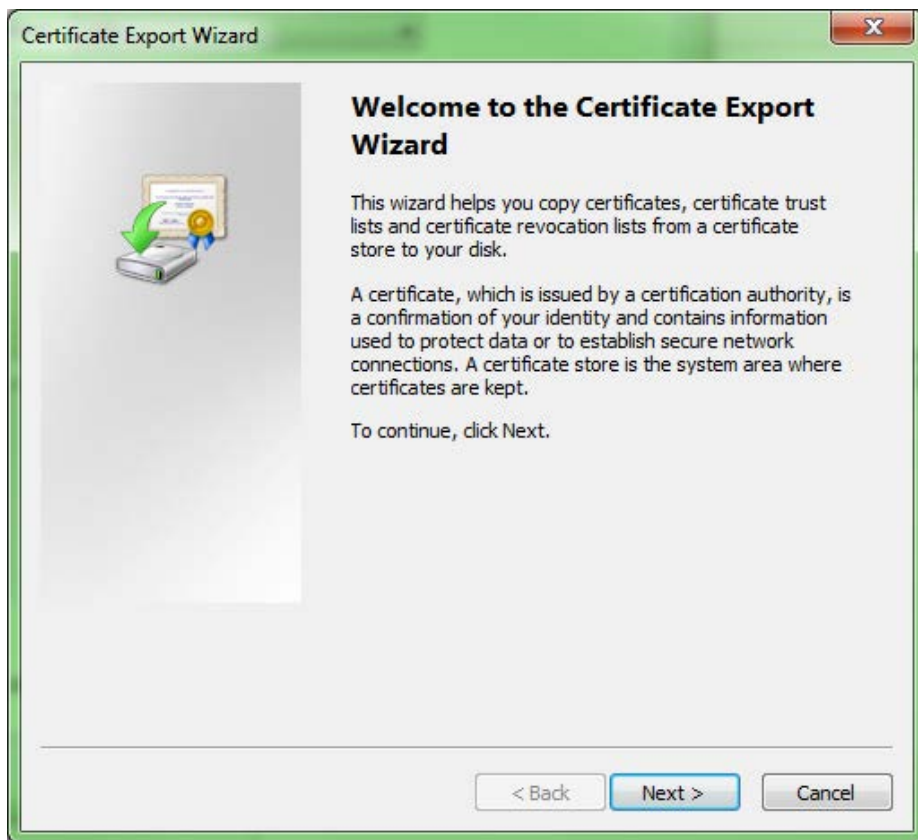 Certificate Export Wizard
X
Welcome to the Certificate Export
Wizard
This wizard helps you copy certificates, certificate trust
lists and certificate revocation lists from a certificate
store to your disk.
A certificate, which is issued by a certification authority, is
a confirmation of your identity and contains information
used to protect data or to establish secure network
connections. A certificate store is the system area where
certificates are kept.
To continue, click Next.
< Back
Next >
Cancel